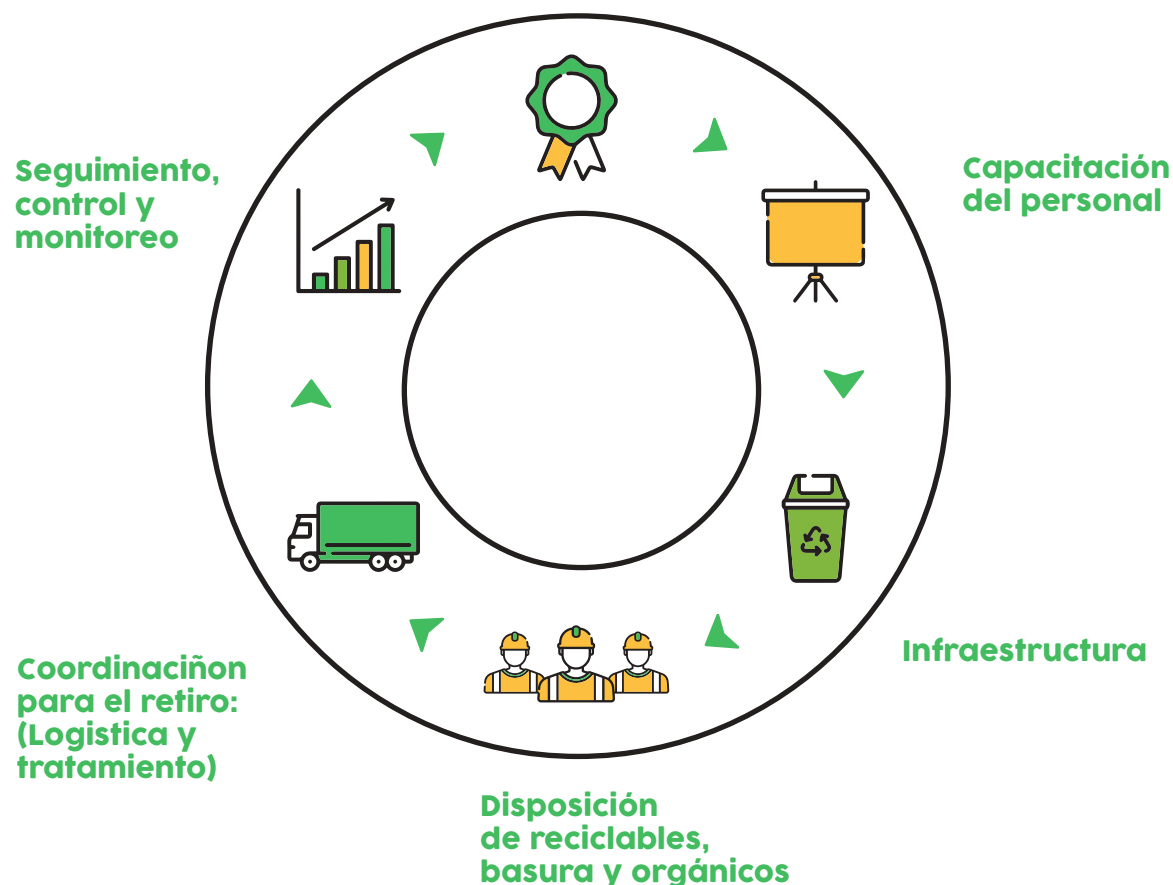 Seguimiento,
control y
monitoreo
Capacitación
del personal
Infraestructura
Coordinaciñon
para el retiro:
(Logistica y
tratamiento)
Disposición
de reciclables,
basura y orgánicos